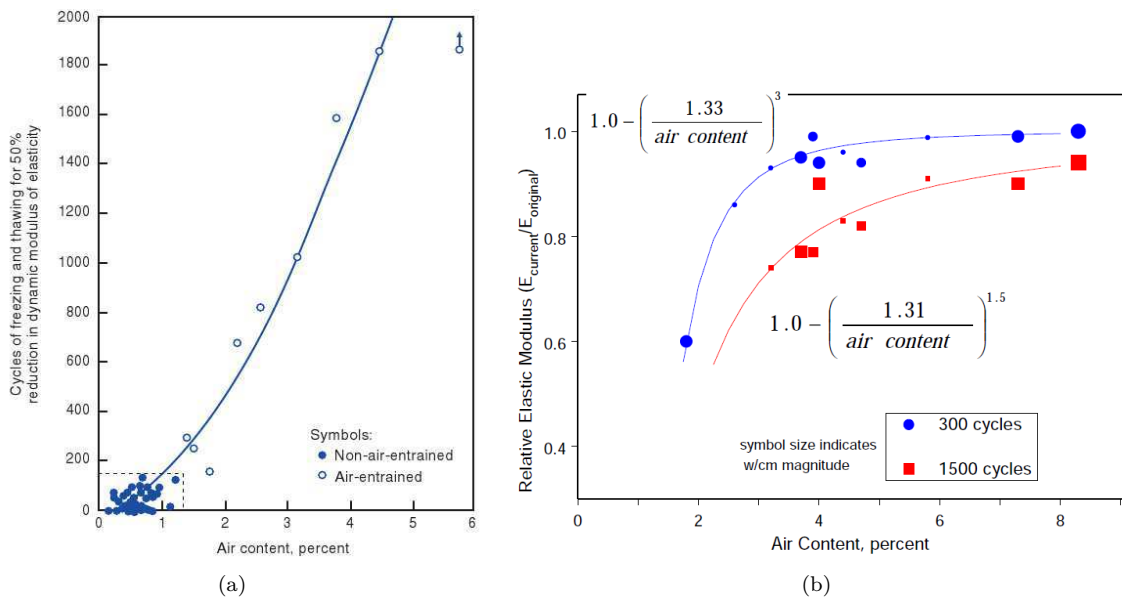 2000
1800
1600
1400
1200
1000
800
600
400
200
0
Cycles of freezing and thawing for 50%
reduction in dynamic modulus of elasticity
Symbols:
Non-air-entrained
Air-entrained
0 1 2 3 4 5 6
Air content, percent
(a)
1.0 − ( 1.33 / air content )^3
1.0
0.8
0.6
0.4
Relative Elastic Modulus (E_current/E_original)
1.0 − ( 1.31 / air content )^1.5
symbol size indicates
w/cm magnitude
300 cycles
1500 cycles
0 2 4 6 8
Air Content, percent
(b)